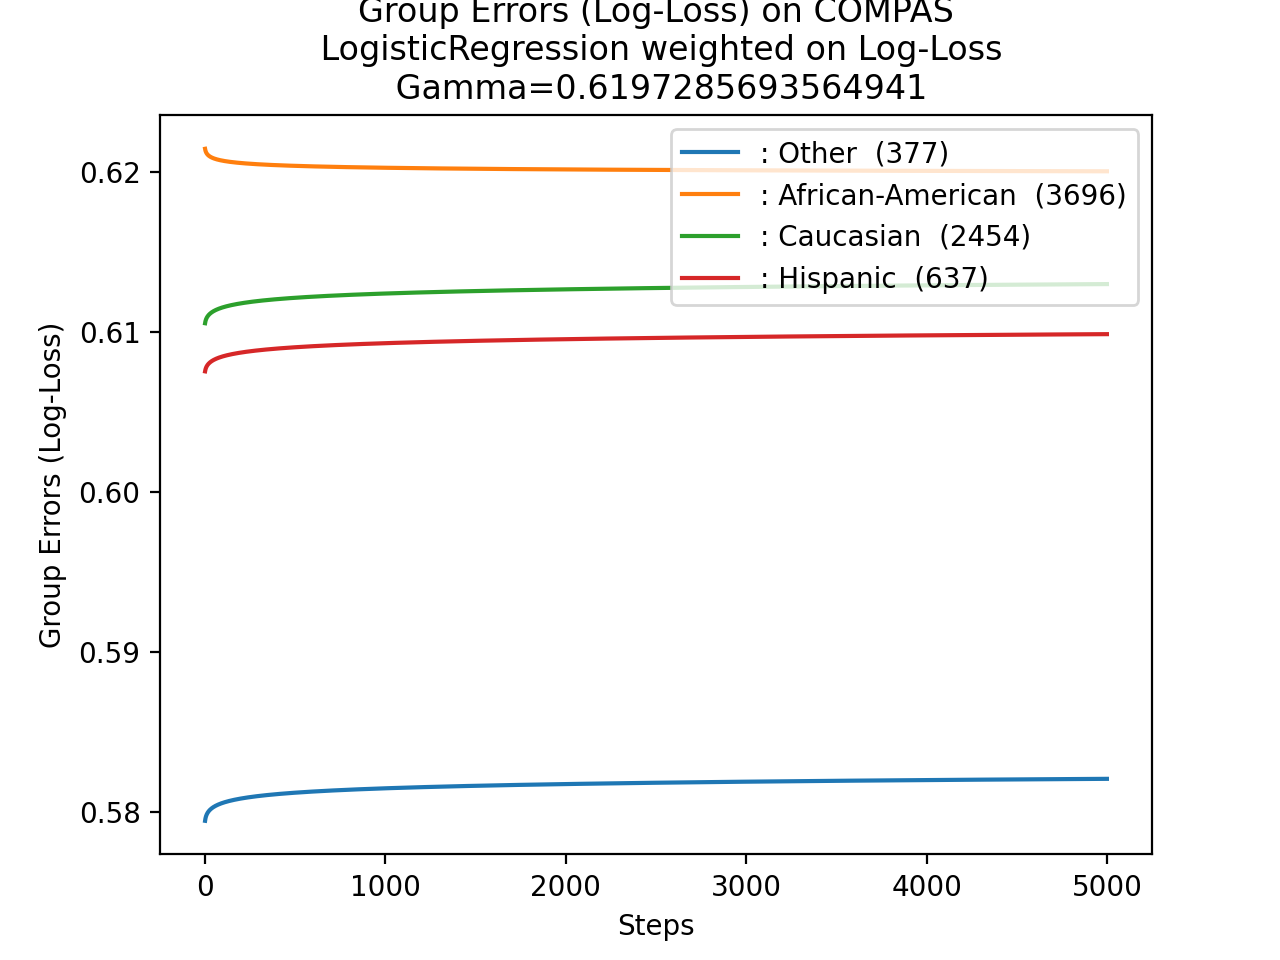 Group Errors (Log-Loss) on COMPAS
LogisticRegression weighted on Log-Loss
Gamma=0.6197285693564941
: Other (377)
: African-American (3696)
: Caucasian (2454)
: Hispanic (637)
Group Errors (Log-Loss)
0.62
0.61
0.60
0.59
0.58
0 1000 2000 3000 4000 5000
Steps